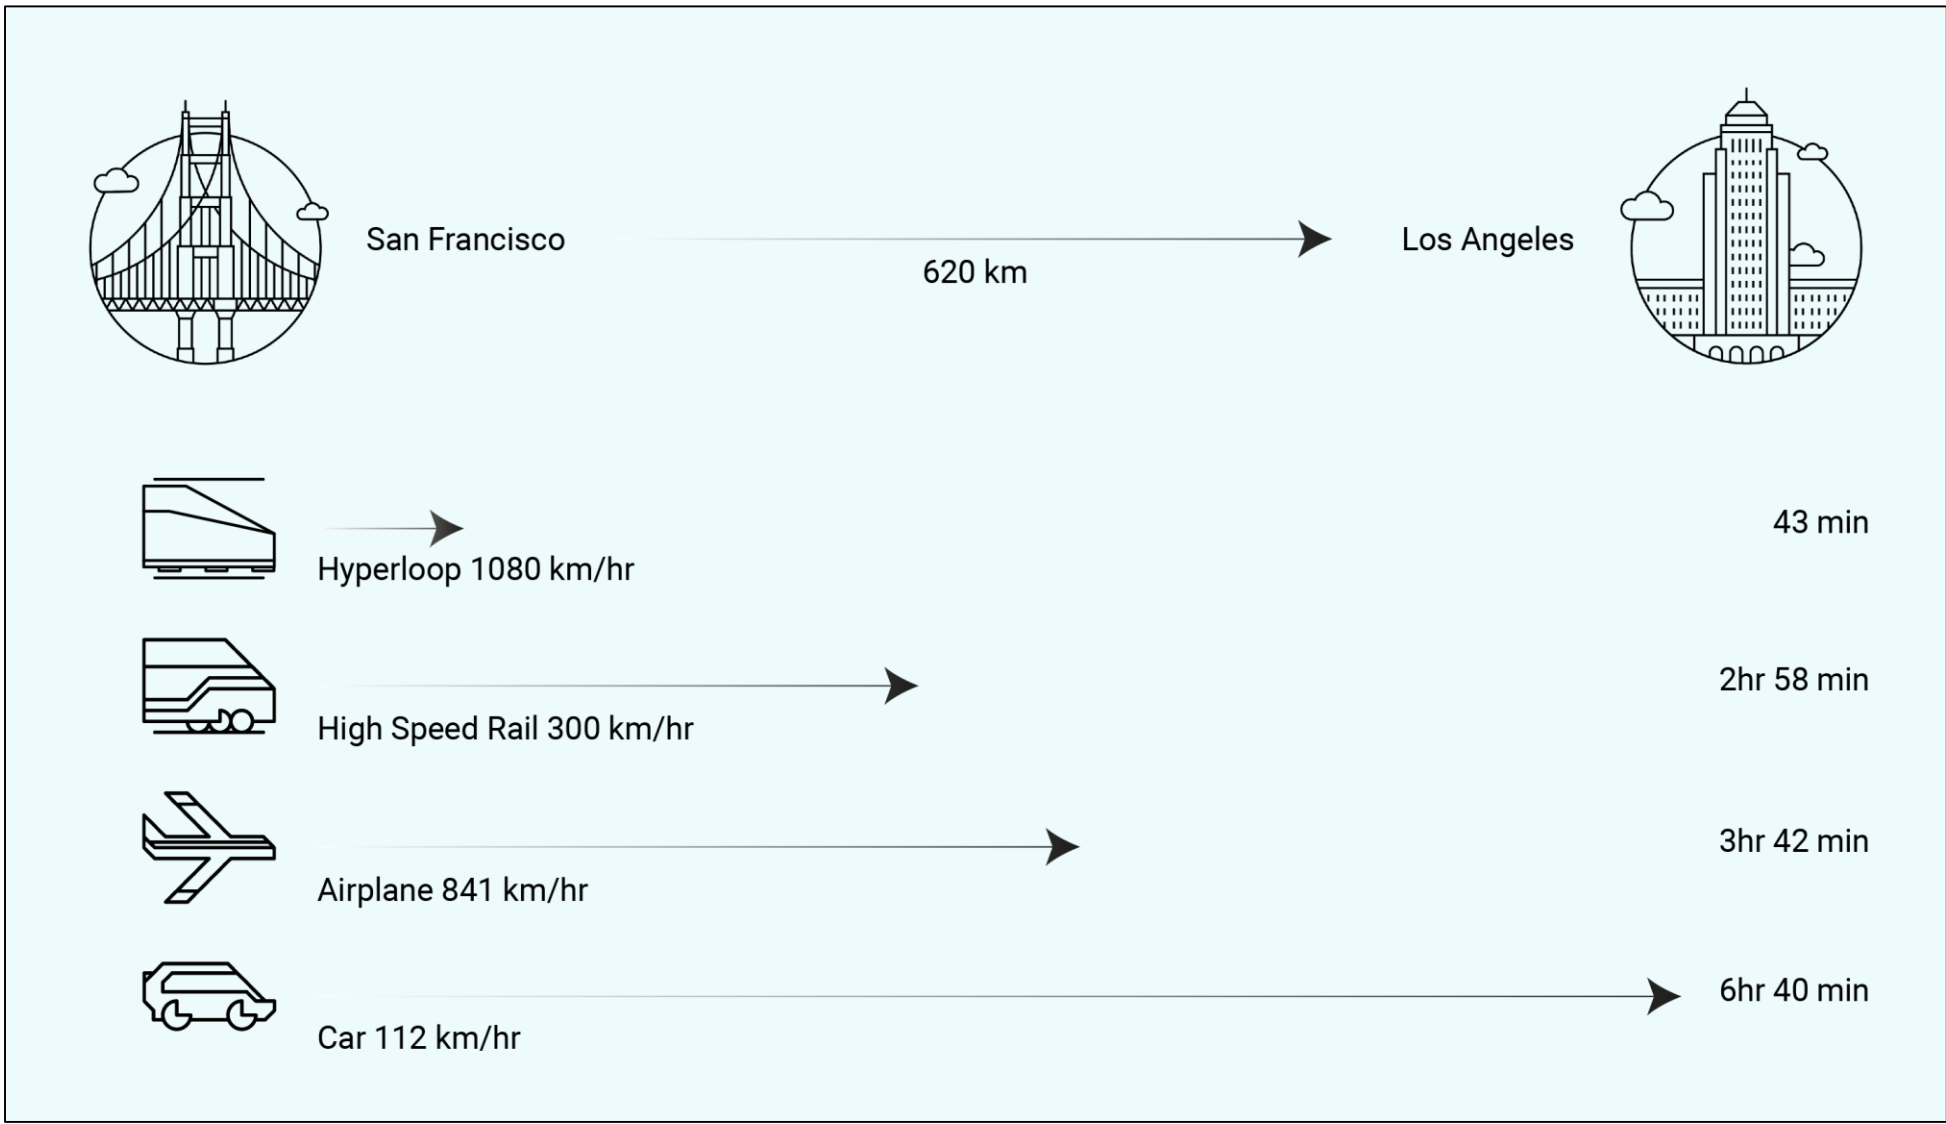 San Francisco
620 km
Los Angeles
43 min
Hyperloop 1080 km/hr
2hr 58 min
High Speed Rail 300 km/hr
3hr 42 min
Airplane 841 km/hr
6hr 40 min
Car 112 km/hr